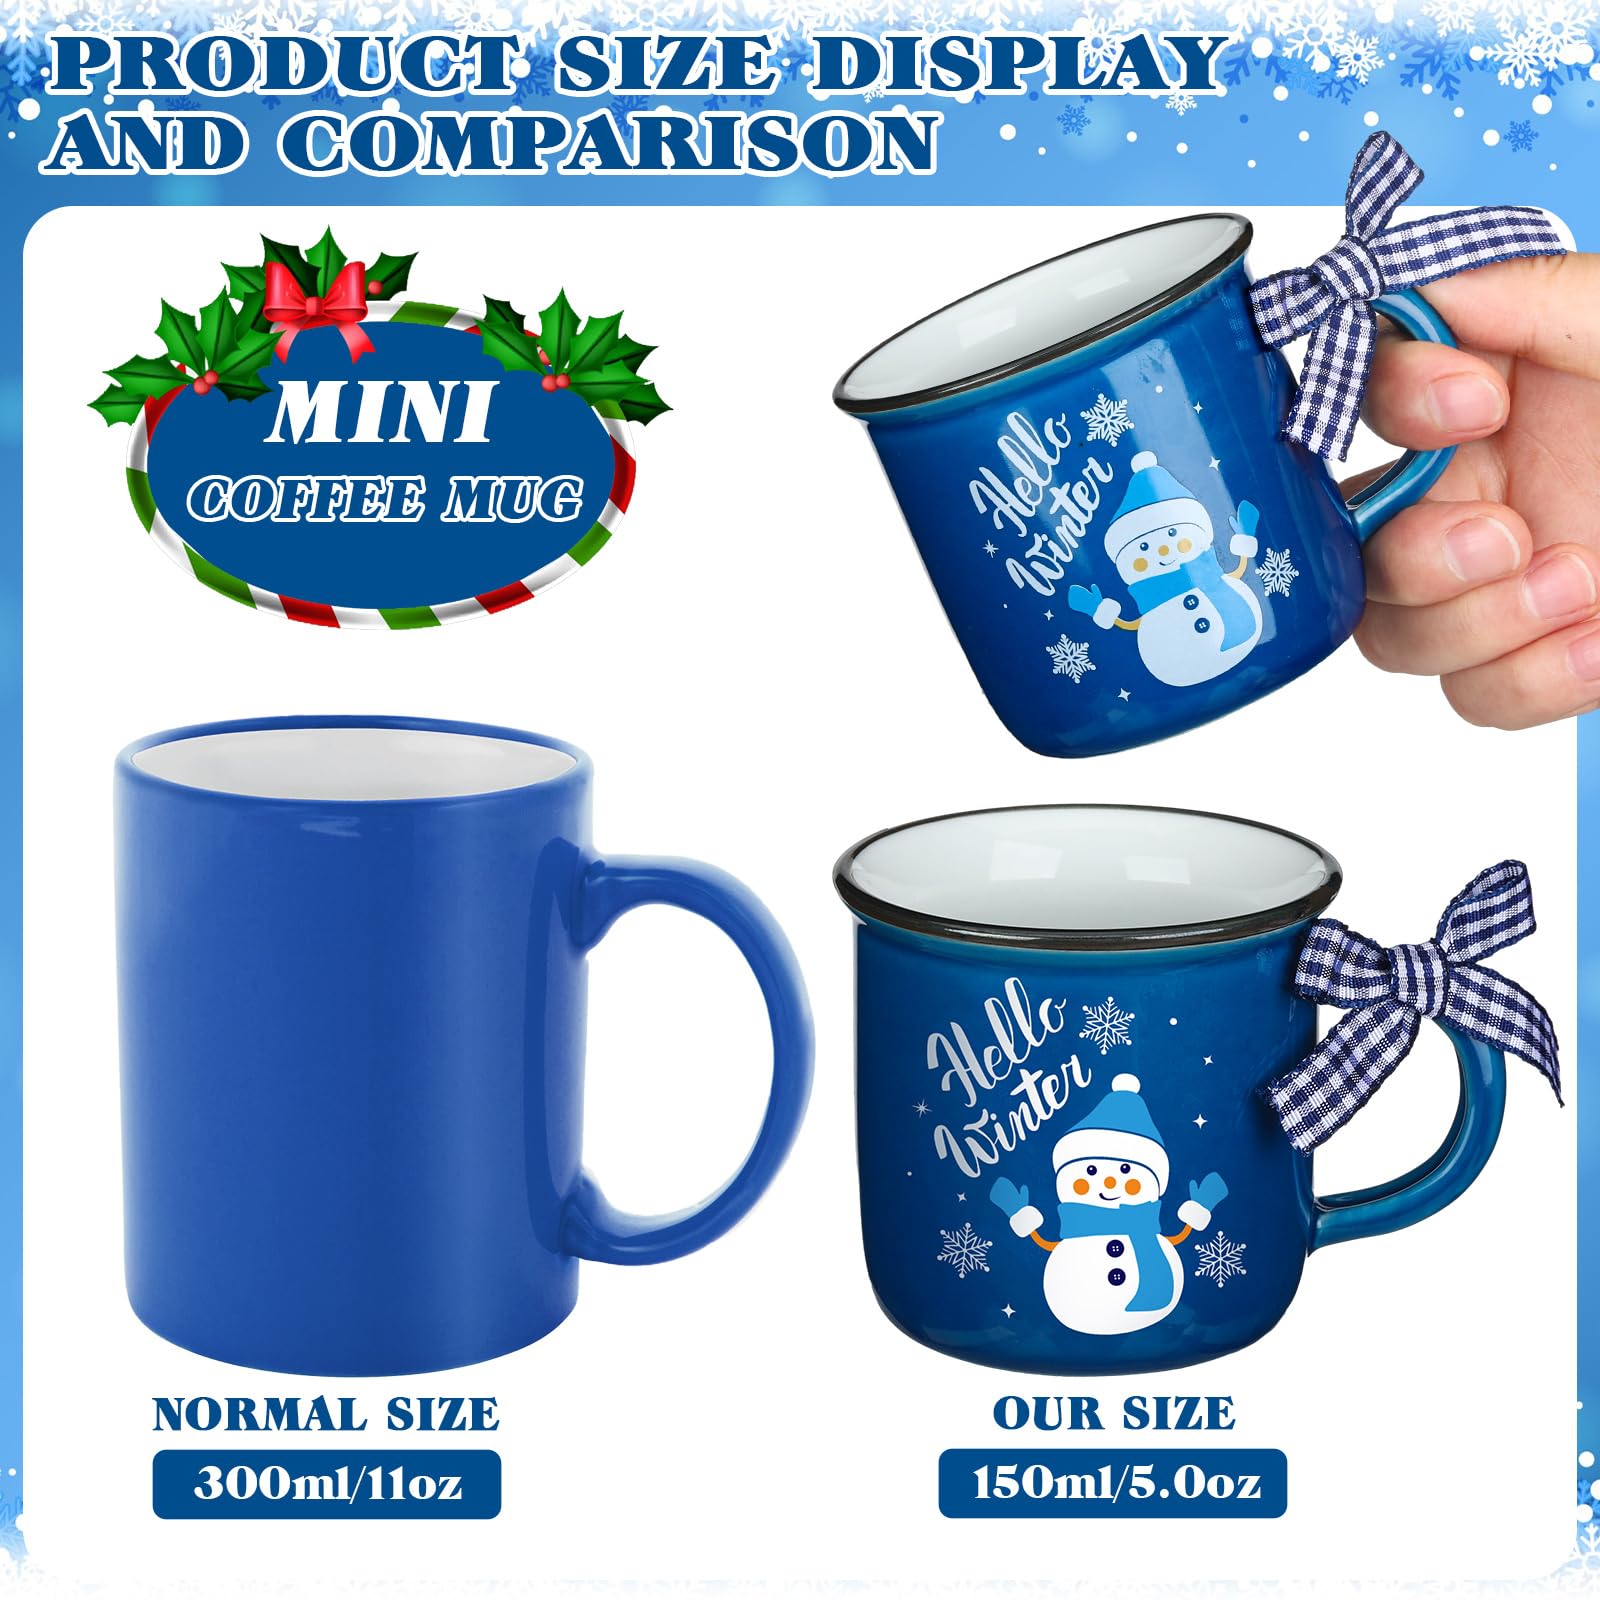 PRODUCT SIZE DISPLAY
AND COMPARISON
MINI
COFFEE MUG
Hello
Winter
Hello
Winter
NORMAL SIZE
OUR SIZE
300ml/11oz
150ml/5.0oz